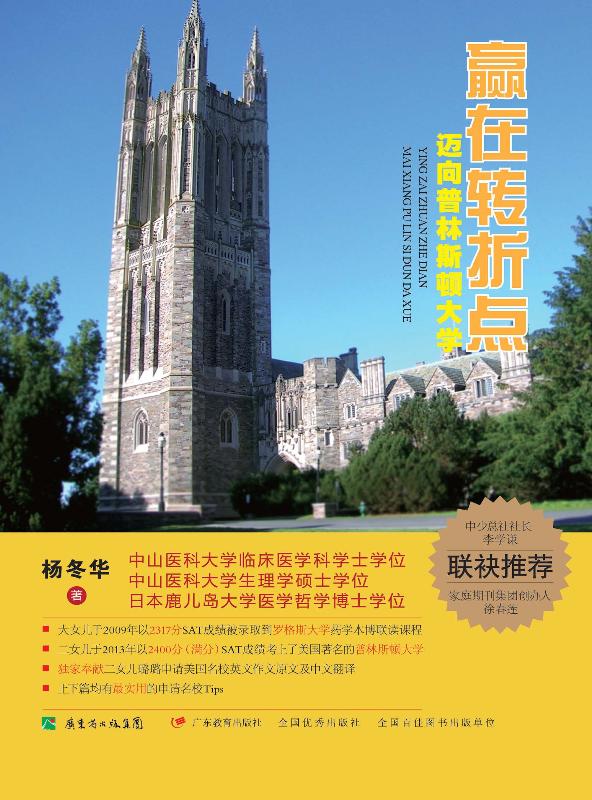 赢在转折点
迈向普林斯顿大学
YING ZAI ZHUAN ZHE DIAN
MAI XIANG PU LIN SI DUN DA XUE
中少总社社长
李学谦
联袂推荐
家庭期刊集团创办人
徐春莲
杨冬华
著
中山医科大学临床医学科学士学位
中山医科大学生理学硕士学位
日本鹿儿岛大学医学哲学博士学位
大女儿于2009年以2317分SAT成绩被录取到罗格斯大学药学本博联读课程
二女儿于2013年以2400分（满分）SAT成绩考上了美国著名的普林斯顿大学
独家奉献二女儿璐璐申请美国名校英文作文原文及中文翻译
上下篇均有最实用的申请名校Tips
广东省出版集团
广东教育出版社 全国优秀出版社 全国百佳图书出版单位